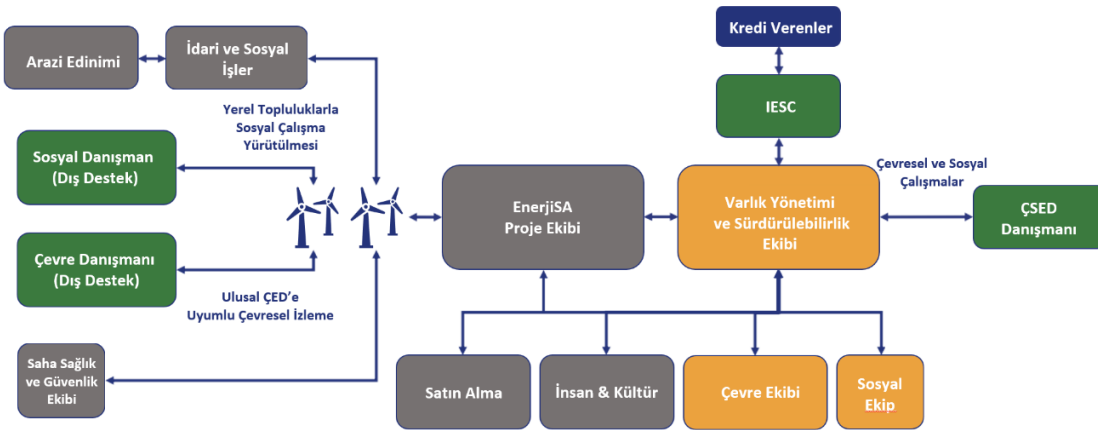 Kredi Verenler
Arazi Edinimi
İdari ve Sosyal
İşler
IESC
Yerel Topluluklarla
Sosyal Çalışma
Yürütülmesi
Sosyal Danışman
(Dış Destek)
EnerjiSA
Proje Ekibi
Varlık Yönetimi
ve Sürdürülebilirlik
Ekibi
Çevresel ve Sosyal
Çalışmalar
ÇSED
Danışmanı
Çevre Danışmanı
(Dış Destek)
Ulusal ÇED’e
Uyumlu Çevresel İzleme
Saha Sağlık
ve Güvenlik
Ekibi
Satın Alma
İnsan & Kültür
Çevre Ekibi
Sosyal
Ekip